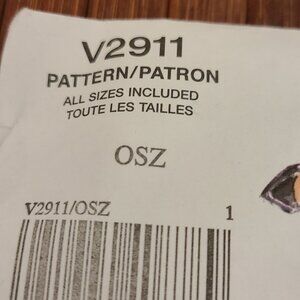 V2911
PATTERN/PATRON
ALL SIZES INCLUDED
TOUTE LES TAILLES
OSZ
V2911/OSZ 1